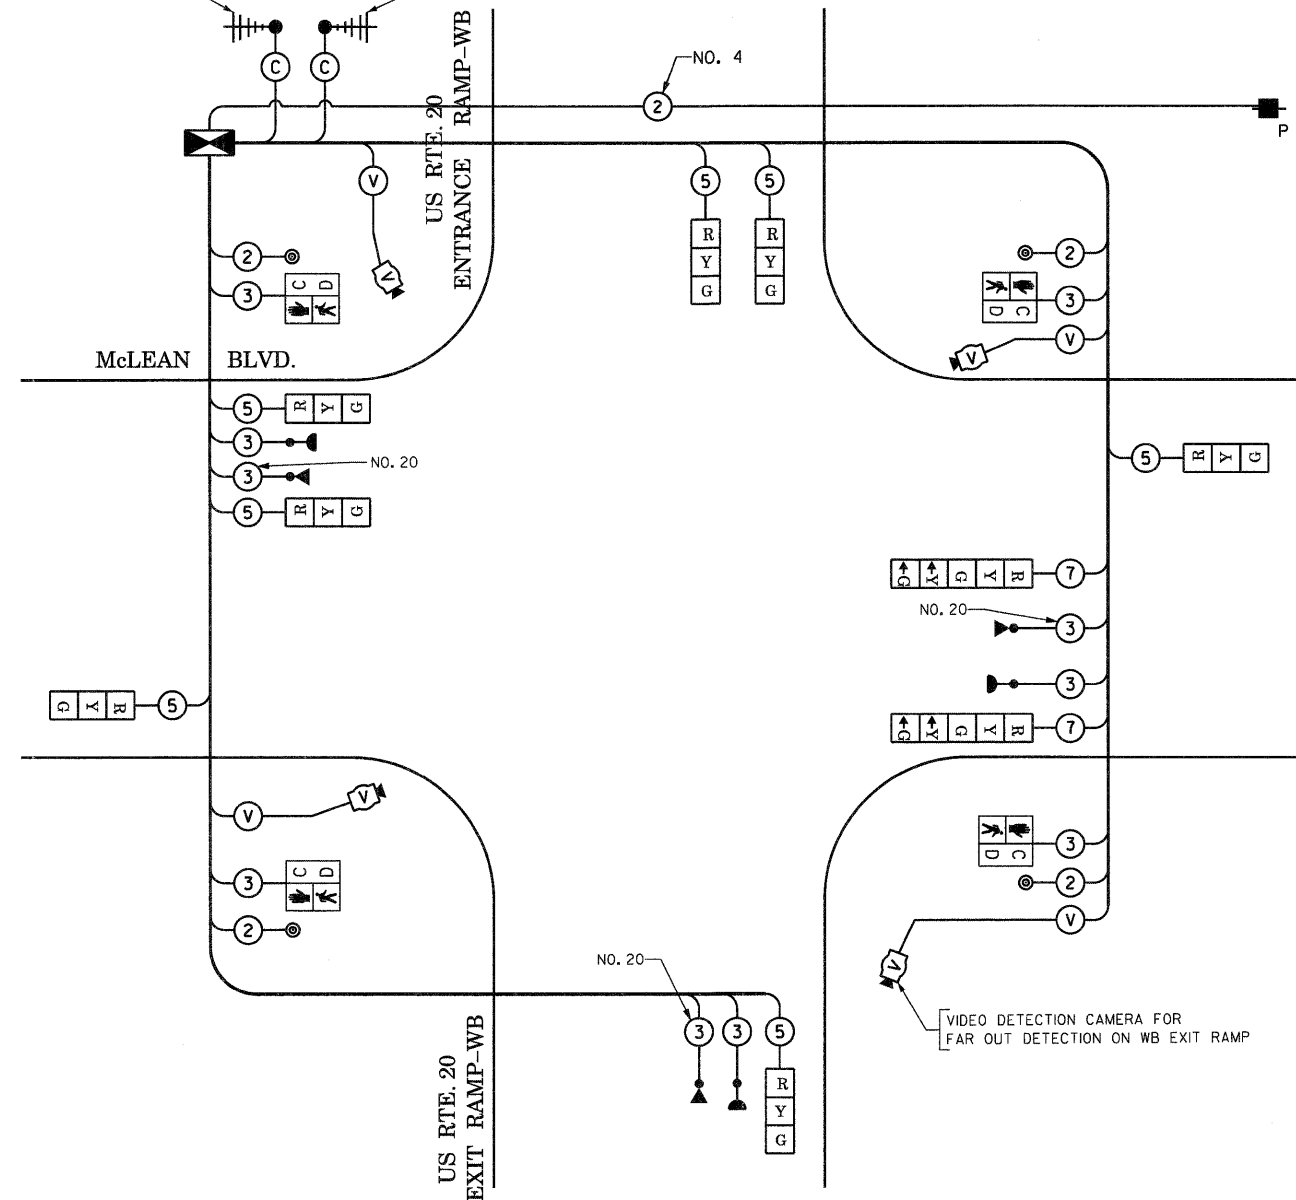 C
C
NO. 4
2
P
US RTE. 20
ENTRANCE RAMP-WB
V
V
5
5
R
Y
G
R
Y
G
2
3
C D
2
3
C
D
V
V
McLEAN BLVD.
5
R Y G
3
3
NO. 20
5
R Y G
5
R Y G
7
R Y G Y G
NO. 20
3
3
7
R Y G Y G
5
R Y G
V
V
3
C D
2
3
C
D
2
V
V
NO. 20
3
3
5
R
Y
G
VIDEO DETECTION CAMERA FOR
FAR OUT DETECTION ON WB EXIT RAMP
US RTE. 20
EXIT RAMP-WB